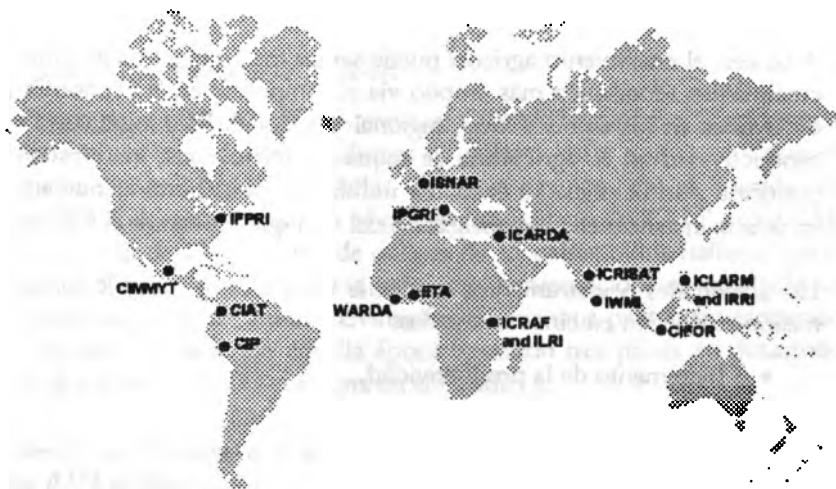 ISNAR
IFPRI
IPGRI
ICARDA
CIMMYT
ICRISAT
ICLARM
and IRRI
IITA
WARDA
IWMI
CIAT
ICRAF
and ILRI
CIFOR
CIP